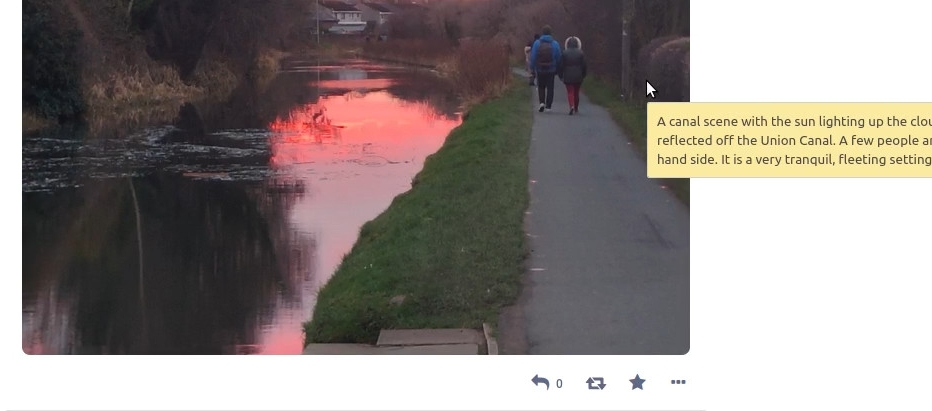 A canal scene with the sun lighting up the
reflected off the Union Canal. A few people
hand side. It is a very tranquil, fleeting setting
0